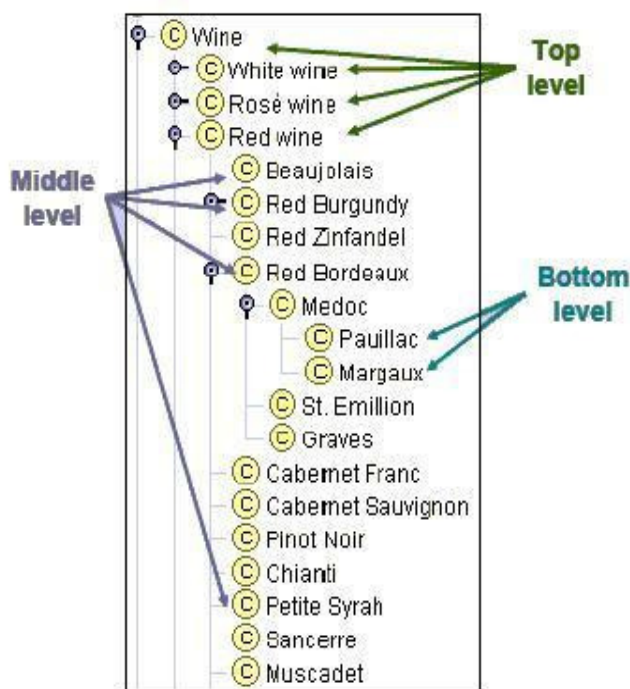 Wine
White wine
Rosé wine
Red wine
Top
level
Beaujolais
Red Burgundy
Red Zinfandel
Red Bordeaux
Middle
level
Medoc
Pauillac
Margaux
Bottom
level
St. Emillion
Graves
Cabernet Franc
Cabernet Sauvignon
Pinot Noir
Chianti
Petite Syrah
Sancerre
Muscadet